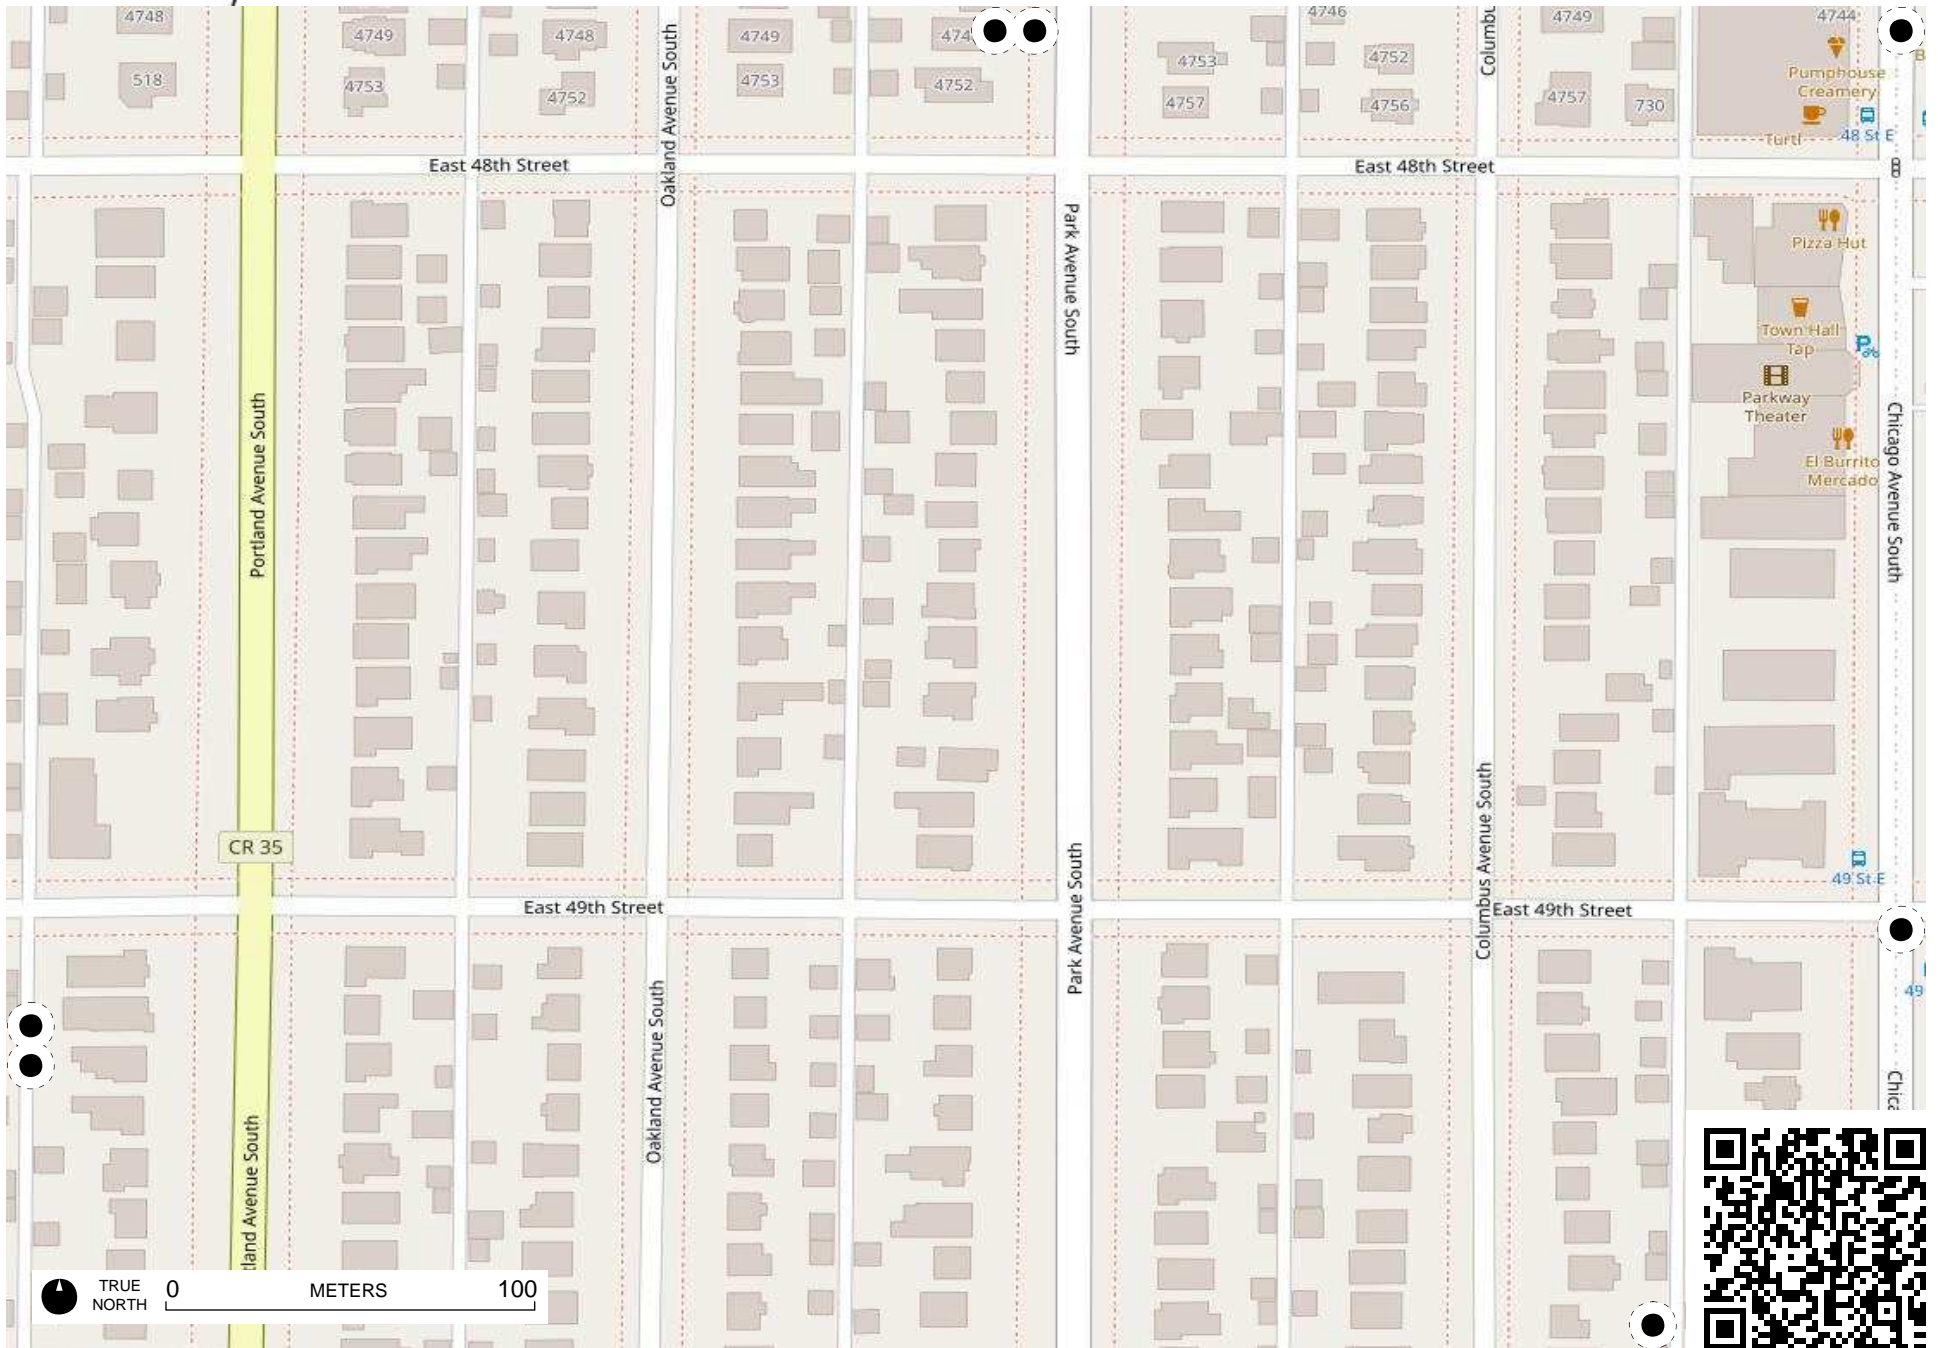 4748
4749
4748
4749
4746
4749
4744
Pumphouse
Creamery
518
4753
4752
4753
4752
4753
4752
4757
4756
4757
730
Turtl
48 St E
East 48th Street
East 48th Street
Oakland Avenue South
Park Avenue South
Pizza Hut
Town Hall
Tap
Parkway
Theater
El Burrito
Mercado
Portland Avenue South
Chicago Avenue South
Columbus Avenue South
Park Avenue South
CR 35
49 St E
East 49th Street
East 49th Street
49
Oakland Avenue South
tland Avenue South
Chica
TRUE
NORTH
0 METERS 100